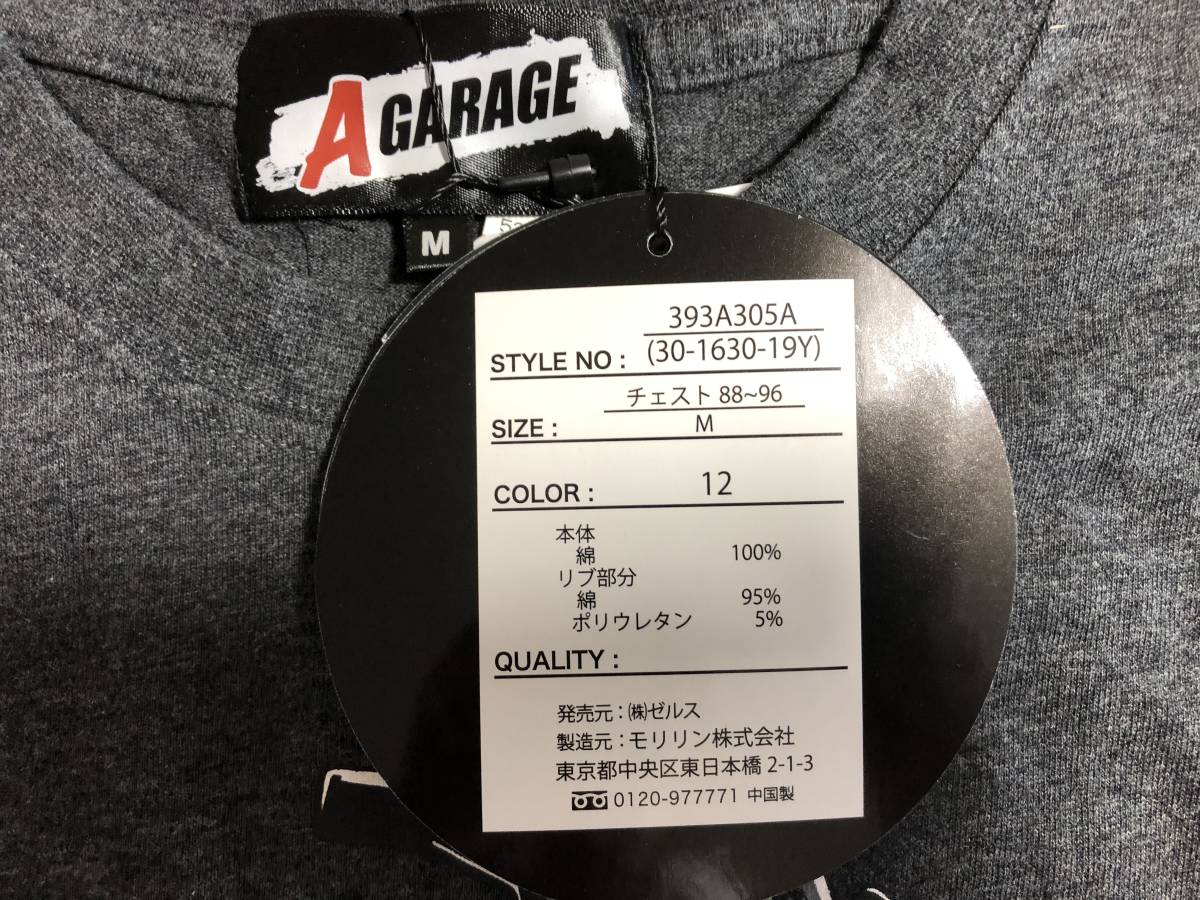 A GARAGE
M
393A305A
STYLE NO : (30-1630-19Y)
チェスト 88~96
SIZE : M
COLOR : 12
本体
綿 100%
リブ部分
綿 95%
ポリウレタン 5%
QUALITY :
発売元:㈱ゼルス
製造元:モリリン株式会社
東京都中央区東日本橋 2-1-3
0120-977771 中国製